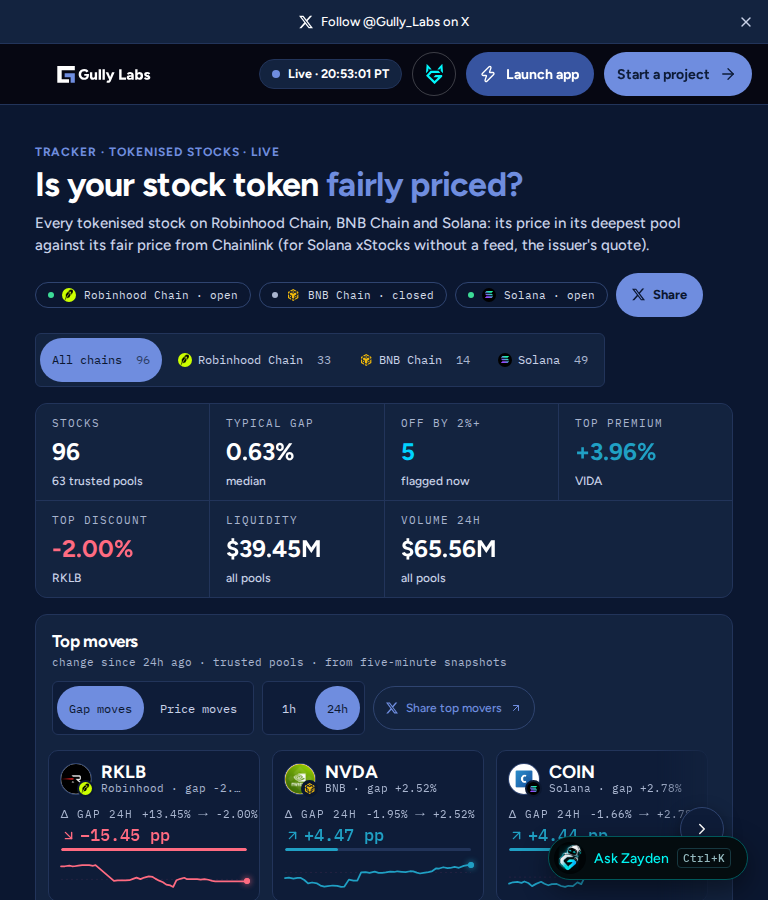 Follow @Gully_Labs on X
Gully Labs
Live · 20:53:01 PT
Launch app
Start a project
TRACKER · TOKENISED STOCKS · LIVE
Is your stock token fairly priced?
Every tokenised stock on Robinhood Chain, BNB Chain and Solana: its price in its deepest pool
against its fair price from Chainlink (for Solana xStocks without a feed, the issuer's quote).
Robinhood Chain · open
BNB Chain · closed
Solana · open
Share
All chains 96
Robinhood Chain 33
BNB Chain 14
Solana 49
STOCKS
96
63 trusted pools
TYPICAL GAP
0.63%
median
OFF BY 2%+
5
flagged now
TOP PREMIUM
+3.96%
VIDA
TOP DISCOUNT
-2.00%
RKLB
LIQUIDITY
$39.45M
all pools
VOLUME 24H
$65.56M
all pools
Top movers
change since 24h ago · trusted pools · from five-minute snapshots
Gap moves
Price moves
1h
24h
Share top movers ↗
RKLB
Robinhood · gap -2.…
Δ GAP 24H +13.45% → -2.00%
↘ −15.45 pp
NVDA
BNB · gap +2.52%
Δ GAP 24H -1.95% → +2.52%
↗ +4.47 pp
COIN
Solana · gap +2.78%
Δ GAP 24H -1.66% → +2.78
↗ +4.44 pp
Ask Zayden Ctrl+K